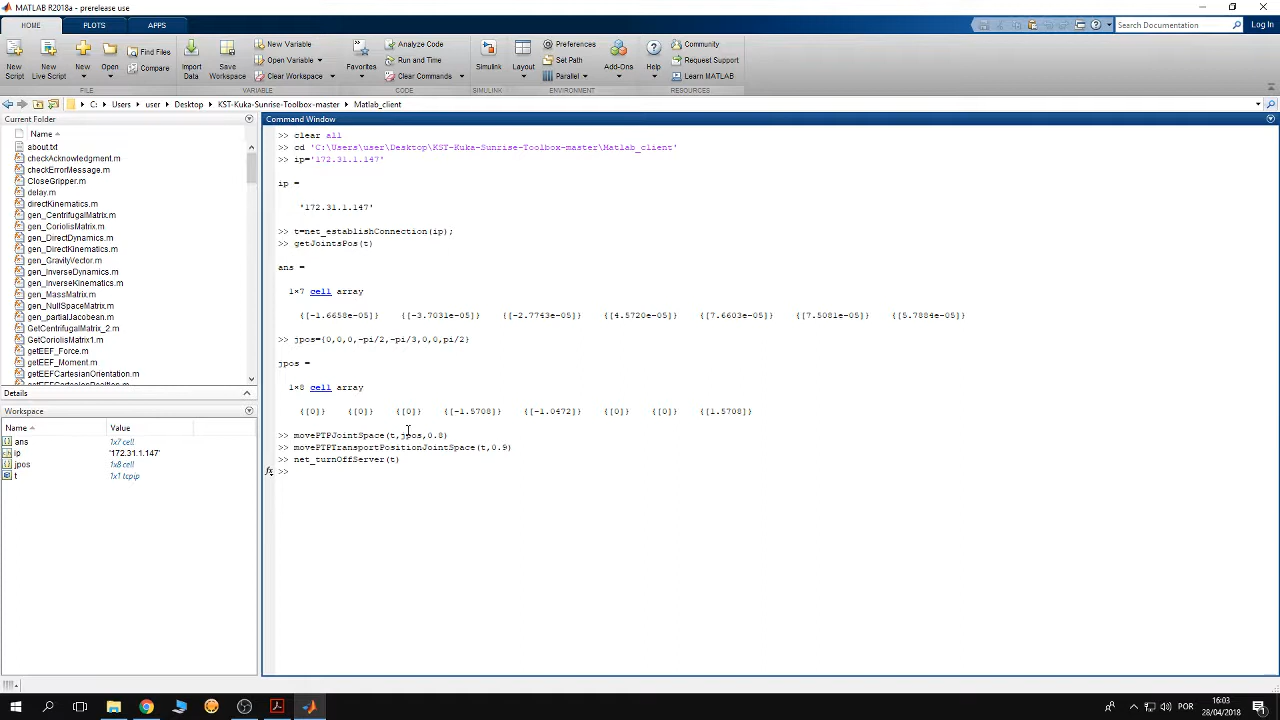 MATLAB R2018a - prerelease use
HOME
PLOTS
APPS
Search Documentation
Log In
New
Script
New
Live Script
New
Open
Find Files
Compare
Import
Data
Save
Workspace
New Variable
Open Variable
Clear Workspace
Favorites
Analyze Code
Run and Time
Clear Commands
Simulink
Layout
Preferences
Set Path
Parallel
Add-Ons
Help
Community
Request Support
Learn MATLAB
FILE
VARIABLE
CODE
SIMULINK
ENVIRONMENT
RESOURCES
C: Users user Desktop KST-Kuka-Sunrise-Toolbox-master Matlab_client
Current Folder
Name
about.txt
checkAcknowledgment.m
checkErrorMessage.m
CloseGripper.m
delay.m
directKinematics.m
gen_CentrifugalMatrix.m
gen_CoriolisMatrix.m
gen_DirectDynamics.m
gen_DirectKinematics.m
gen_GravityVector.m
gen_InverseDynamics.m
gen_InverseKinematics.m
gen_MassMatrix.m
gen_NullSpaceMatrix.m
gen_partialJacobean.m
GetCentrifugalMatrix_2.m
GetCoriolisMatrix1.m
getEEF_Force.m
getEEF_Moment.m
getEEFCartesianOrientation.m
getEEFCartesianPosition.m
Details
Workspace
Name Value
ans 1x7 cell
ip '172.31.1.147'
jpos 1x8 cell
t 1x1 tcpip
Command Window
>> clear all
>> cd 'C:\Users\user\Desktop\KST-Kuka-Sunrise-Toolbox-master\Matlab_client'
>> ip='172.31.1.147'
ip =
'172.31.1.147'
>> t=net_establishConnection(ip);
>> getJointsPos(t)
ans =
1×7 cell array
{[-1.6658e-05]} {[-3.7031e-05]} {[-2.7743e-05]} {[4.5720e-05]} {[7.6603e-05]} {[7.5081e-05]} {[5.7884e-05]}
>> jpos={0,0,0,-pi/2,-pi/3,0,0,pi/2}
jpos =
1×8 cell array
{[0]} {[0]} {[0]} {[-1.5708]} {[-1.0472]} {[0]} {[0]} {[1.5708]}
>> movePTPJointSpace(t,jpos,0.8)
>> movePTPTransportPositionJointSpace(t,0.9)
>> net_turnOffServer(t)
fx >>
POR
16:03
28/04/2018
1